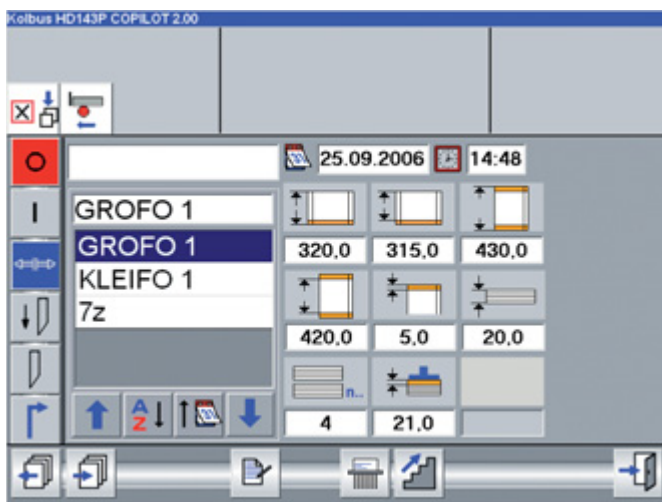 Kolbus HD143P COPILOT 2.00
25.09.2006 14:48
GROFO 1
GROFO 1
KLEIFO 1
7z
320,0 315,0 430,0
420,0 5,0 20,0
n...
4 21,0
A
Z